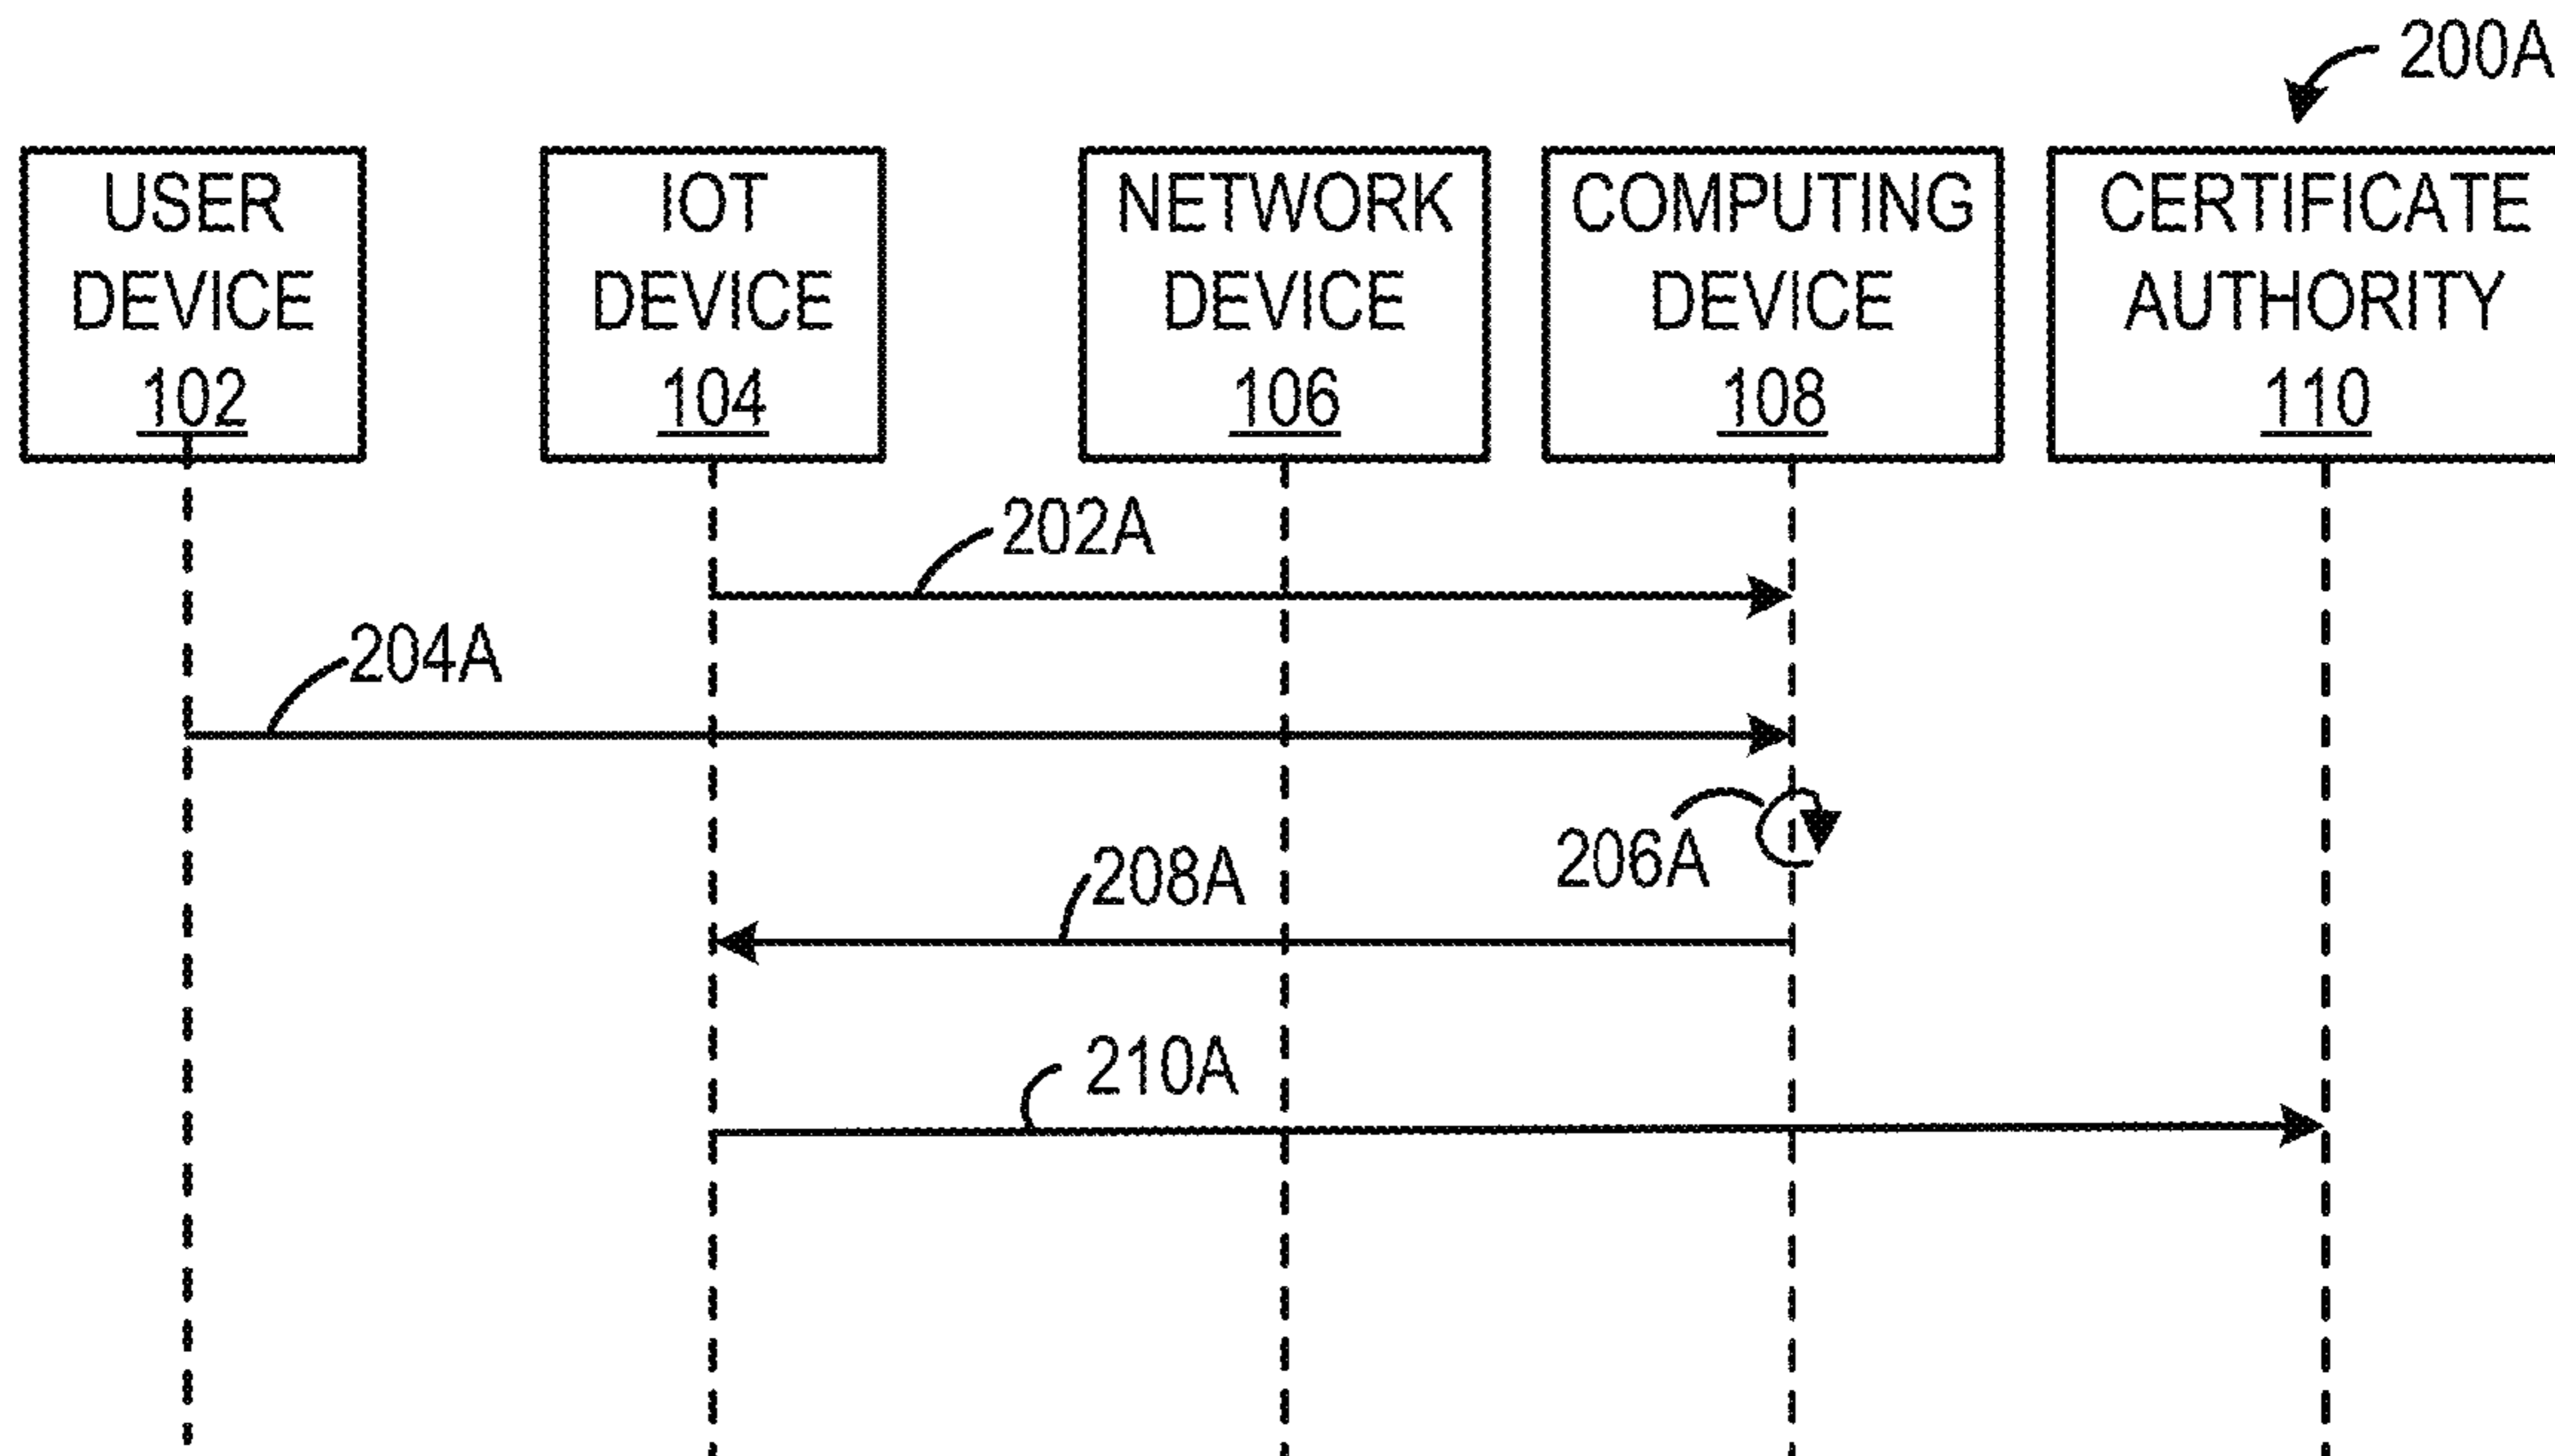 200A
USER
DEVICE
102
IOT
DEVICE
104
NETWORK
DEVICE
106
COMPUTING
DEVICE
108
CERTIFICATE
AUTHORITY
110
202A
204A
206A
208A
210A